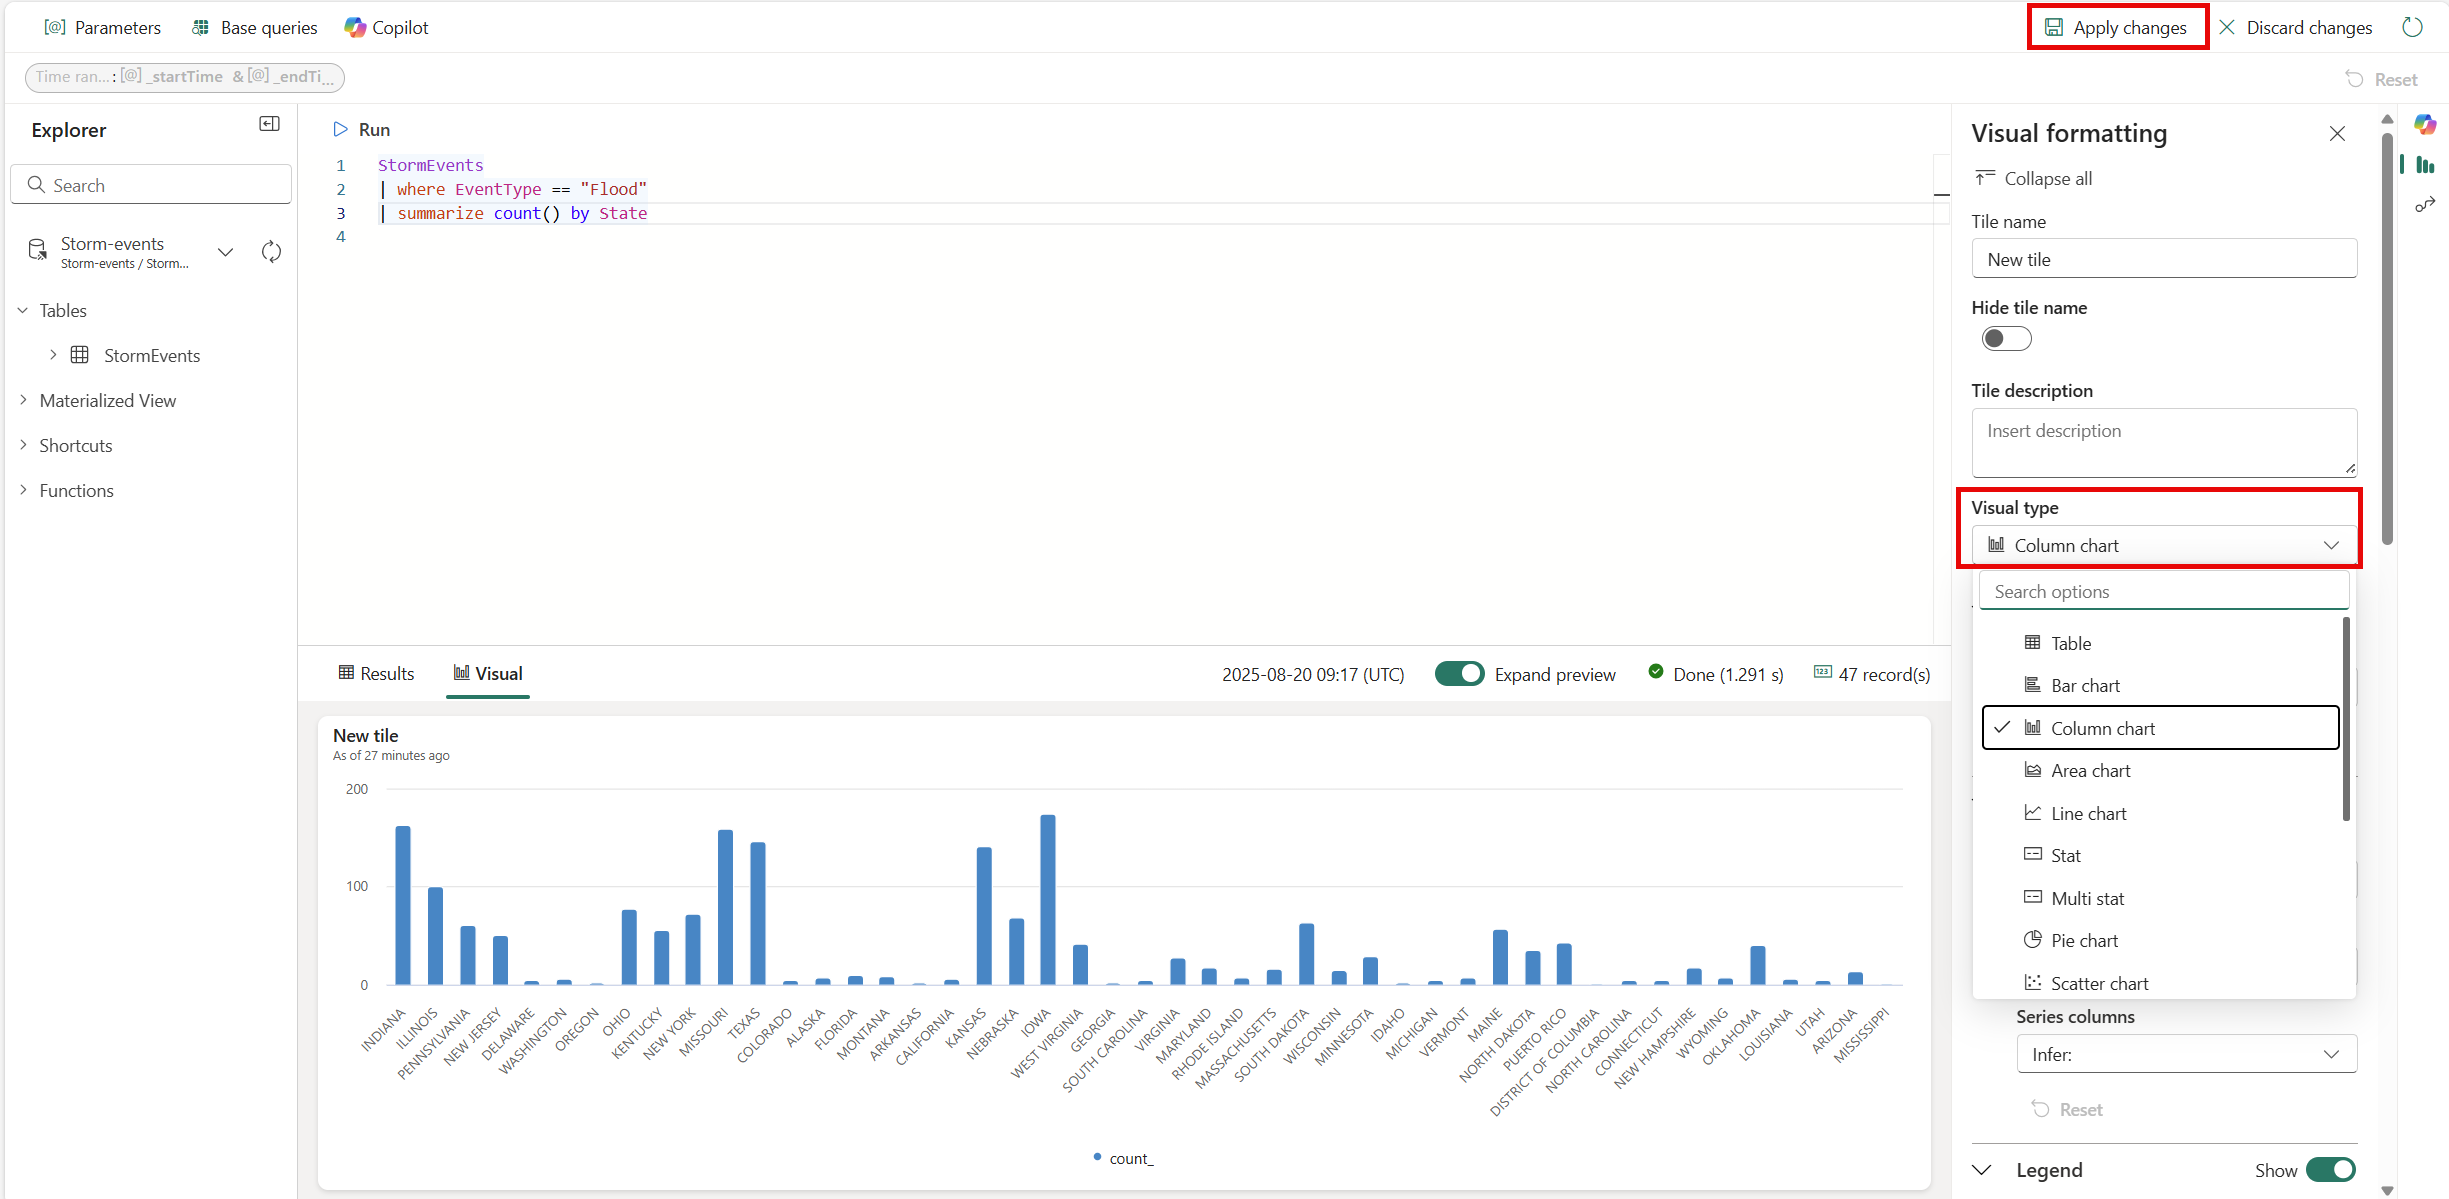 Parameters Base queries Copilot Apply changes Discard changes
Time ran... : [@] _startTime & [@] _endTi...
Reset
Explorer
Search
Storm-events
Storm-events / Storm...
Tables
StormEvents
Materialized View
Shortcuts
Functions
Run
1 StormEvents
2 | where EventType == "Flood"
3 | summarize count() by State
4
Results Visual 2025-08-20 09:17 (UTC) Expand preview Done (1.291 s) 47 record(s)
New tile
As of 27 minutes ago
200
100
0
INDIANA
ILLINOIS
PENNSYLVANIA
NEW JERSEY
DELAWARE
WASHINGTON
OREGON
OHIO
KENTUCKY
NEW YORK
MISSOURI
TEXAS
COLORADO
ALASKA
FLORIDA
MONTANA
ARKANSAS
CALIFORNIA
KANSAS
NEBRASKA
IOWA
WEST VIRGINIA
GEORGIA
SOUTH CAROLINA
VIRGINIA
MARYLAND
RHODE ISLAND
MASSACHUSETTS
SOUTH DAKOTA
WISCONSIN
MINNESOTA
IDAHO
MICHIGAN
VERMONT
MAINE
NORTH DAKOTA
PUERTO RICO
DISTRICT OF COLUMBIA
NORTH CAROLINA
CONNECTICUT
NEW HAMPSHIRE
WYOMING
OKLAHOMA
LOUISIANA
UTAH
ARIZONA
MISSISSIPPI
count_
Visual formatting
Collapse all
Tile name
New tile
Hide tile name
Tile description
Insert description
Visual type
Column chart
Search options
Table
Bar chart
Column chart
Area chart
Line chart
Stat
Multi stat
Pie chart
Scatter chart
Series columns
Infer:
Reset
Legend Show